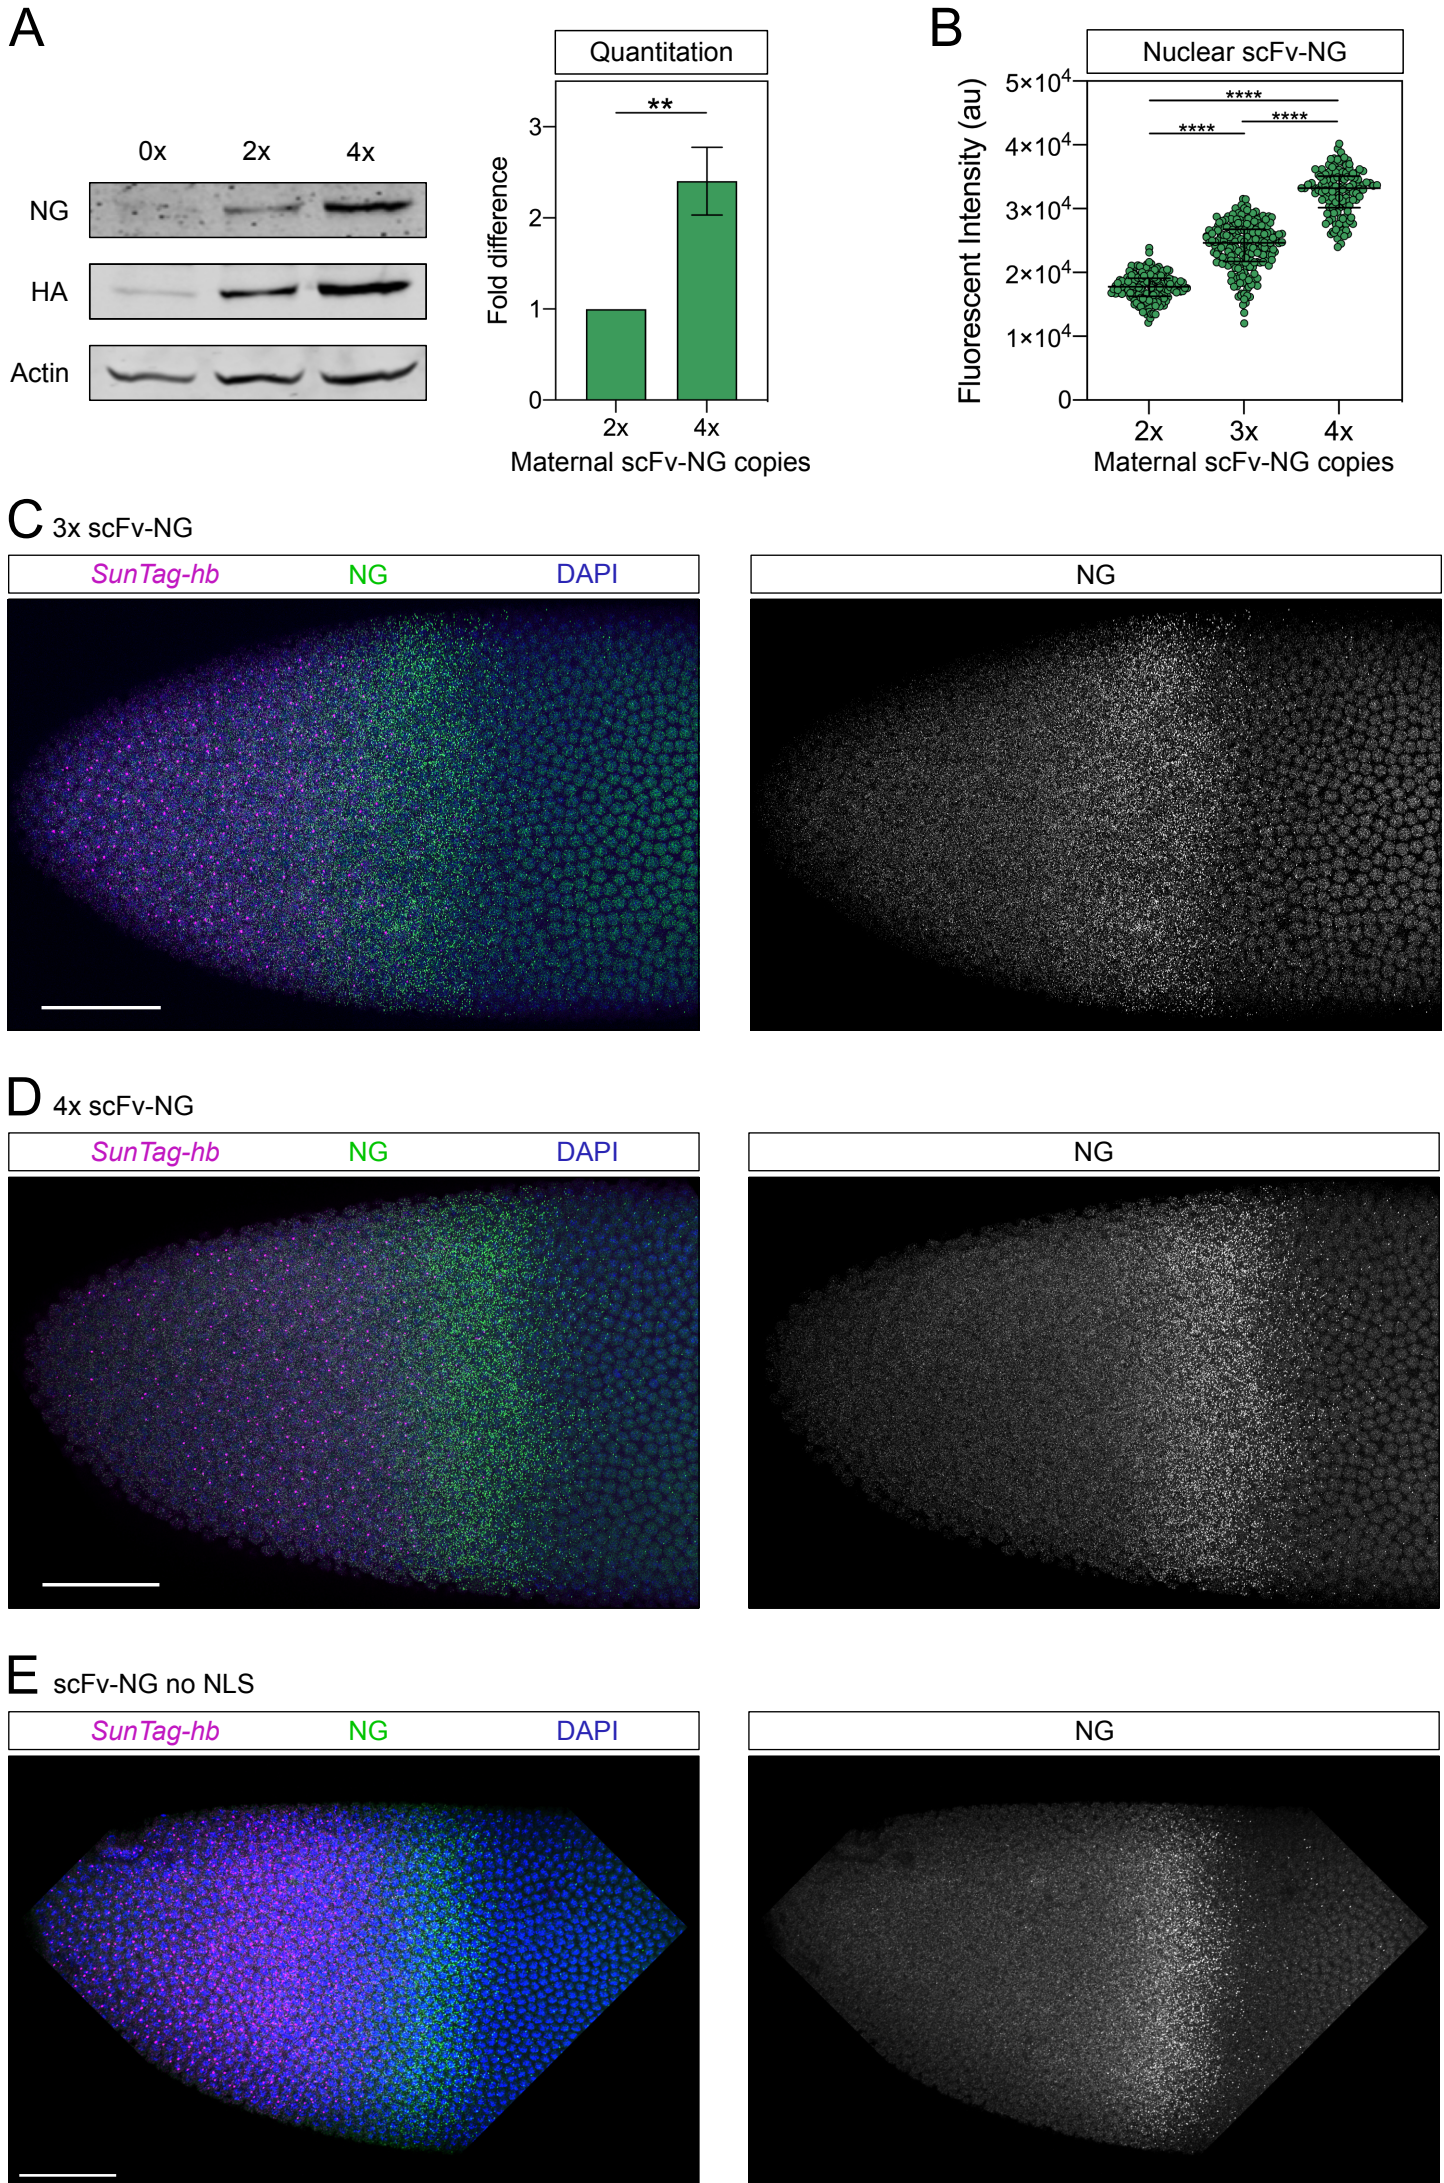 A
Quantitation
0x 2x 4x
NG
HA
Actin
**
Fold difference
3
2
1
0
2x 4x
Maternal scFv-NG copies
B
Nuclear scFv-NG
Fluorescent Intensity (au)
5×10⁴
4×10⁴
3×10⁴
2×10⁴
1×10⁴
0
****
**** ****
2x 3x 4x
Maternal scFv-NG copies
C 3x scFv-NG
SunTag-hb NG DAPI
NG
D 4x scFv-NG
SunTag-hb NG DAPI
NG
E scFv-NG no NLS
SunTag-hb NG DAPI
NG